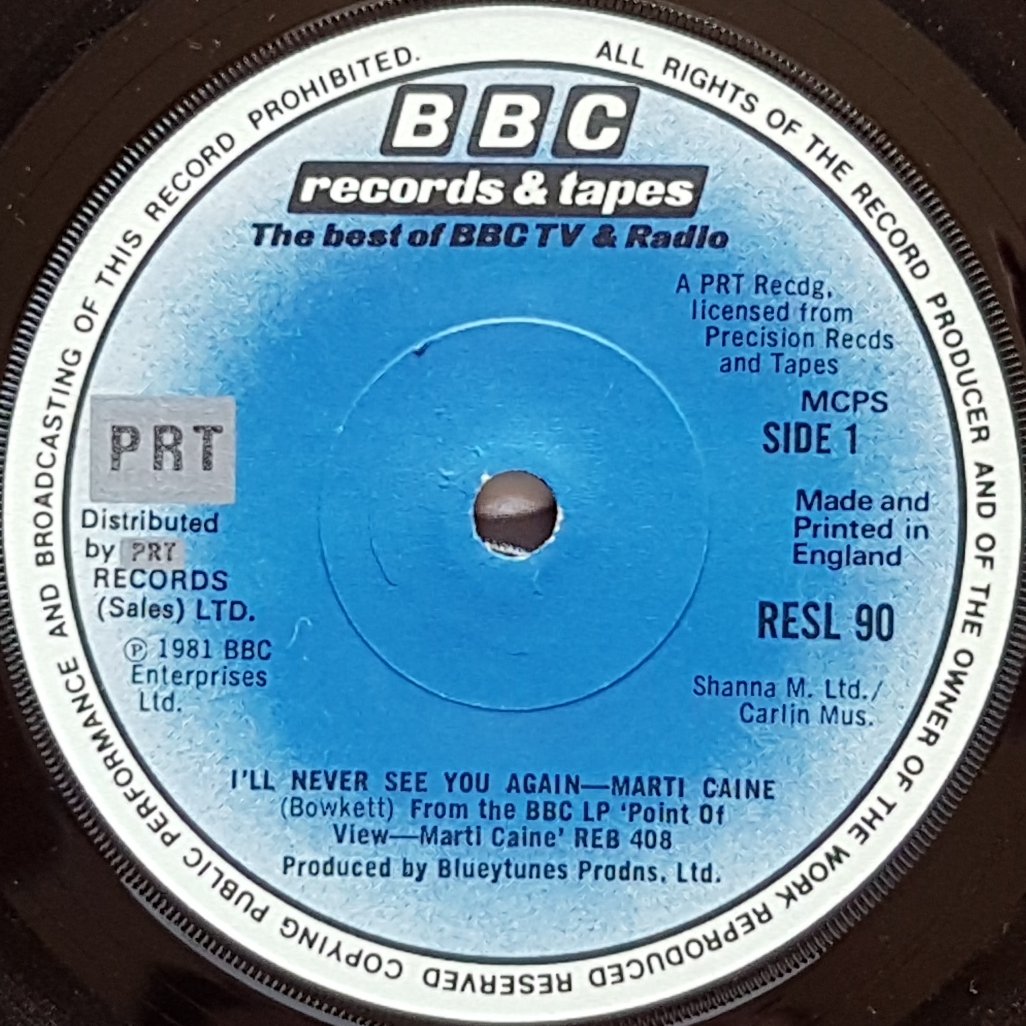 ALL RIGHTS OF THE RECORD PRODUCER AND OF THE OWNER OF THE WORK REPRODUCED RESERVED COPYING PUBLIC PERFORMANCE AND BROADCASTING OF THIS RECORD PROHIBITED.
BBC
records & tapes
The best of BBC TV & Radio
A PRT Recdg,
licensed from
Precision Recds
and Tapes
MCPS
SIDE 1
PRT
Distributed
by PRT
RECORDS
(Sales) LTD.
℗ 1981 BBC
Enterprises
Ltd.
Made and
Printed in
England
RESL 90
Shanna M. Ltd./
Carlin Mus.
I'LL NEVER SEE YOU AGAIN—MARTI CAINE
(Bowkett) From the BBC LP 'Point Of
View—Marti Caine' REB 408
Produced by Blueytunes Prodns. Ltd.